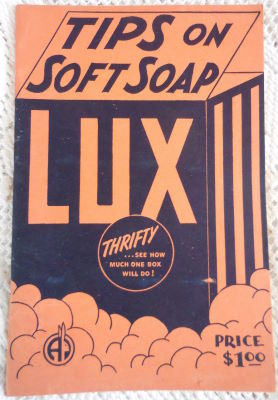 TIPS ON
SOFT SOAP
LUX
THRIFTY
...SEE HOW
MUCH ONE BOX
WILL DO!
PRICE
$1.00